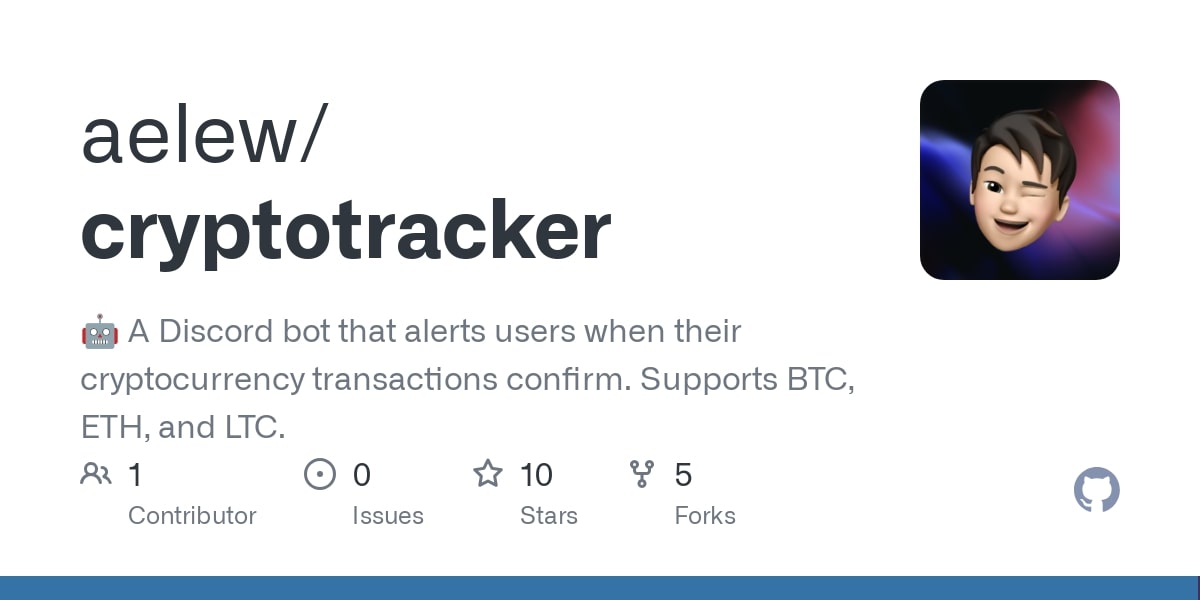 aelew/
cryptotracker
🤖 A Discord bot that alerts users when their
cryptocurrency transactions confirm. Supports BTC,
ETH, and LTC.
1 0 10 5
Contributor Issues Stars Forks